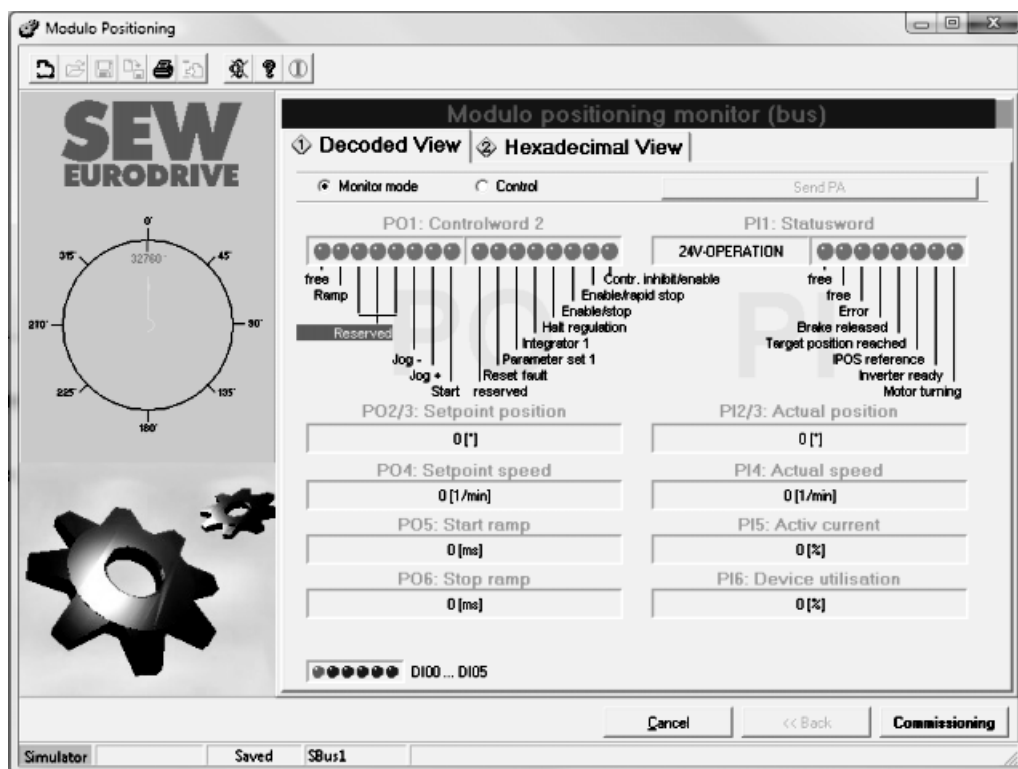 Modulo Positioning
SEW
EURODRIVE
Modulo positioning monitor (bus)
1 Decoded View
2 Hexadecimal View
Monitor mode
Control
Send PA
PO1: Controlword 2
PI1: Statusword
24V-OPERATION
PO
PI
free
Ramp
Reserved
Jog -
Jog +
Start
reserved
Reset fault
Parameter set 1
Integrator 1
Halt regulation
Enable/stop
Enable/rapid stop
Contr. inhibit/enable
free
free
Error
Brake released
Target position reached
IPOS reference
Inverter ready
Motor turning
0°
32760°
45°
90°
135°
180°
225°
270°
315°
PO2/3: Setpoint position
0 [°]
PI2/3: Actual position
0 [°]
PO4: Setpoint speed
0 [1/min]
PI4: Actual speed
0 [1/min]
PO5: Start ramp
0 [ms]
PI5: Activ current
0 [%]
PO6: Stop ramp
0 [ms]
PI6: Device utilisation
0 [%]
DI00 ... DI05
Cancel
<< Back
Commissioning
Simulator
Saved
SBus1